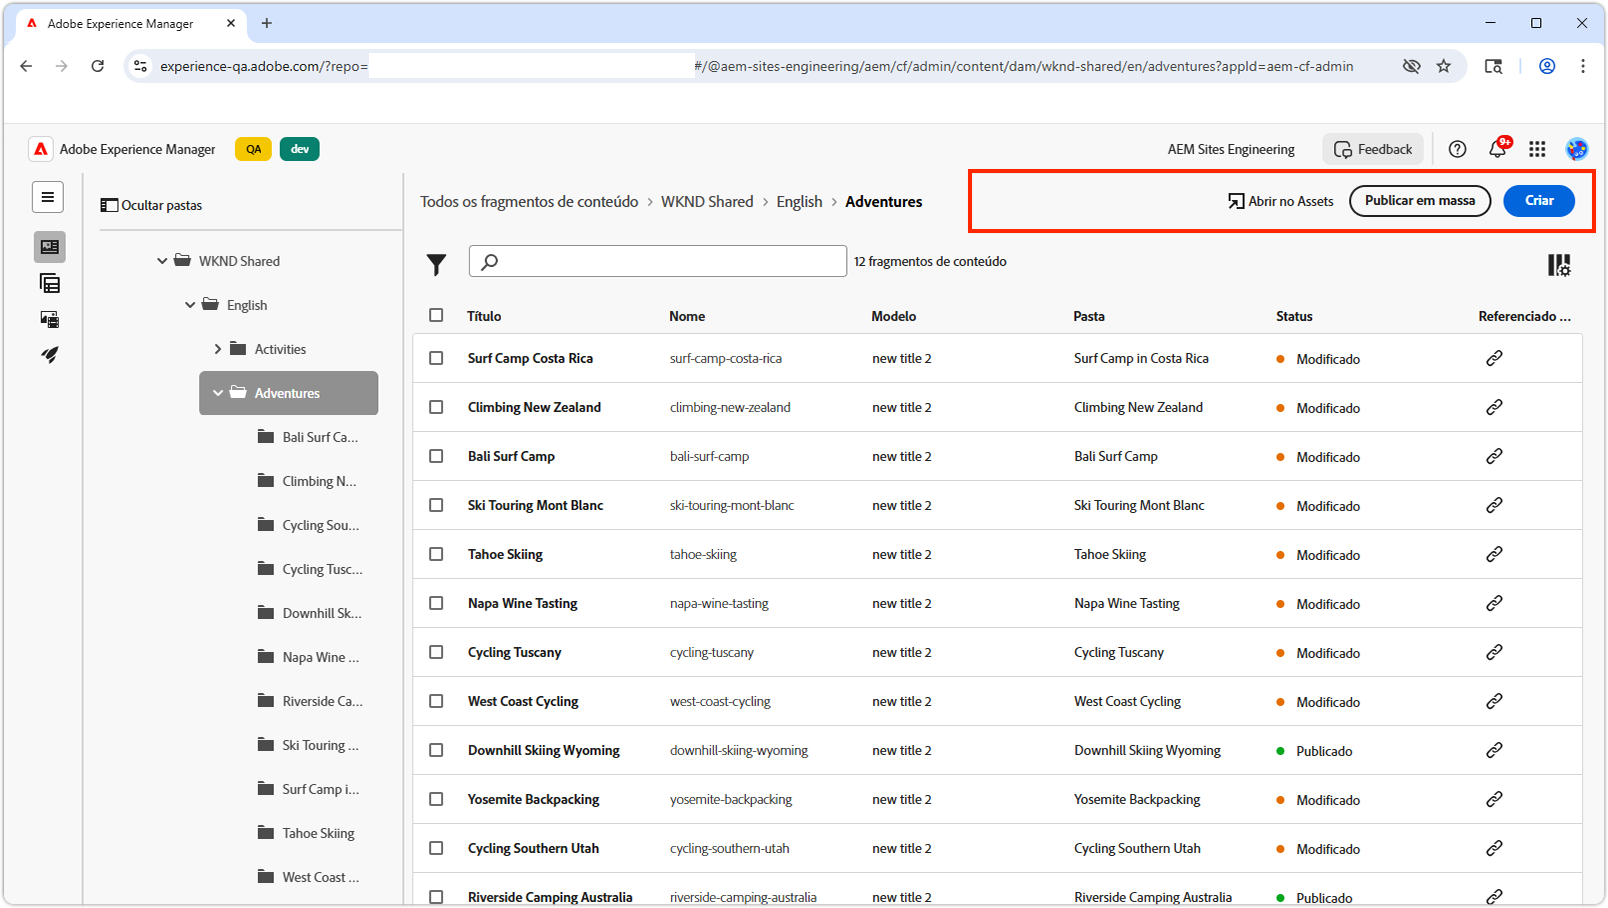 Adobe Experience Manager
experience-qa.adobe.com/?repo= #/@aem-sites-engineering/aem/cf/admin/content/dam/wknd-shared/en/adventures?appId=aem-cf-admin
Adobe Experience Manager QA dev AEM Sites Engineering Feedback 9+
Ocultar pastas
Todos os fragmentos de conteúdo > WKND Shared > English > Adventures
Abrir no Assets Publicar em massa Criar
12 fragmentos de conteúdo
WKND Shared
English
Activities
Adventures
Bali Surf Ca...
Climbing N...
Cycling Sou...
Cycling Tusc...
Downhill Sk...
Napa Wine ...
Riverside Ca...
Ski Touring ...
Surf Camp i...
Tahoe Skiing
West Coast ...
Título Nome Modelo Pasta Status Referenciado ...
Surf Camp Costa Rica surf-camp-costa-rica new title 2 Surf Camp in Costa Rica Modificado
Climbing New Zealand climbing-new-zealand new title 2 Climbing New Zealand Modificado
Bali Surf Camp bali-surf-camp new title 2 Bali Surf Camp Modificado
Ski Touring Mont Blanc ski-touring-mont-blanc new title 2 Ski Touring Mont Blanc Modificado
Tahoe Skiing tahoe-skiing new title 2 Tahoe Skiing Modificado
Napa Wine Tasting napa-wine-tasting new title 2 Napa Wine Tasting Modificado
Cycling Tuscany cycling-tuscany new title 2 Cycling Tuscany Modificado
West Coast Cycling west-coast-cycling new title 2 West Coast Cycling Modificado
Downhill Skiing Wyoming downhill-skiing-wyoming new title 2 Downhill Skiing Wyoming Publicado
Yosemite Backpacking yosemite-backpacking new title 2 Yosemite Backpacking Modificado
Cycling Southern Utah cycling-southern-utah new title 2 Cycling Southern Utah Modificado
Riverside Camping Australia riverside-camping-australia new title 2 Riverside Camping Australia Publicado